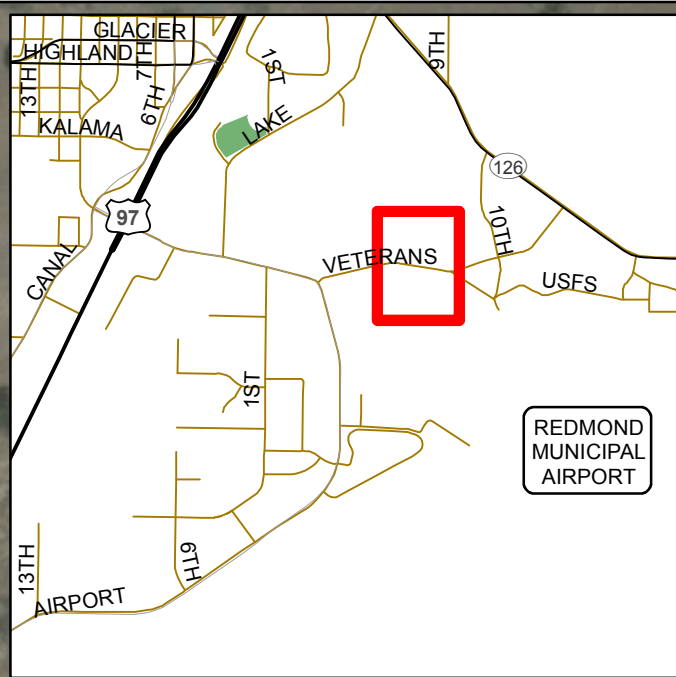 GLACIER
HIGHLAND
13TH
7TH
6TH
1ST
9TH
KALAMA
LAKE
126
97
10TH
CANAL
VETERANS
USFS
1ST
REDMOND
MUNICIPAL
AIRPORT
13TH
6TH
AIRPORT